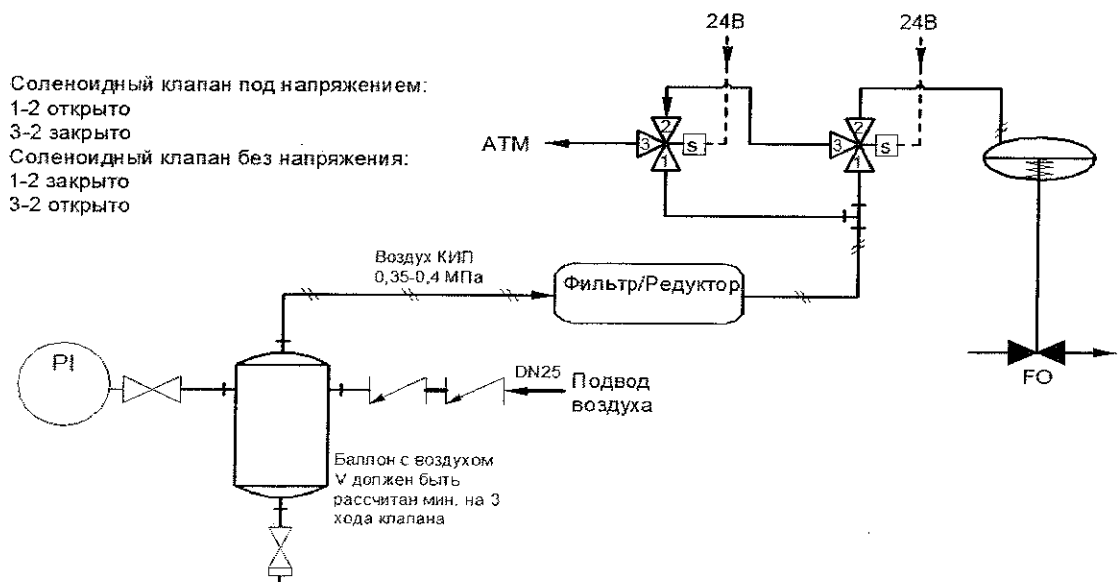 24В
24В
Соленоидный клапан под напряжением:
1-2 открыто
3-2 закрыто
Соленоидный клапан без напряжения:
1-2 закрыто
3-2 открыто
АТМ
2
3
1
s
2
3
1
s
Воздух КИП
0,35-0,4 МПа
Фильтр/Редуктор
PI
DN25
Подвод
воздуха
FO
Баллон с воздухом
V должен быть
рассчитан мин. на 3
хода клапана